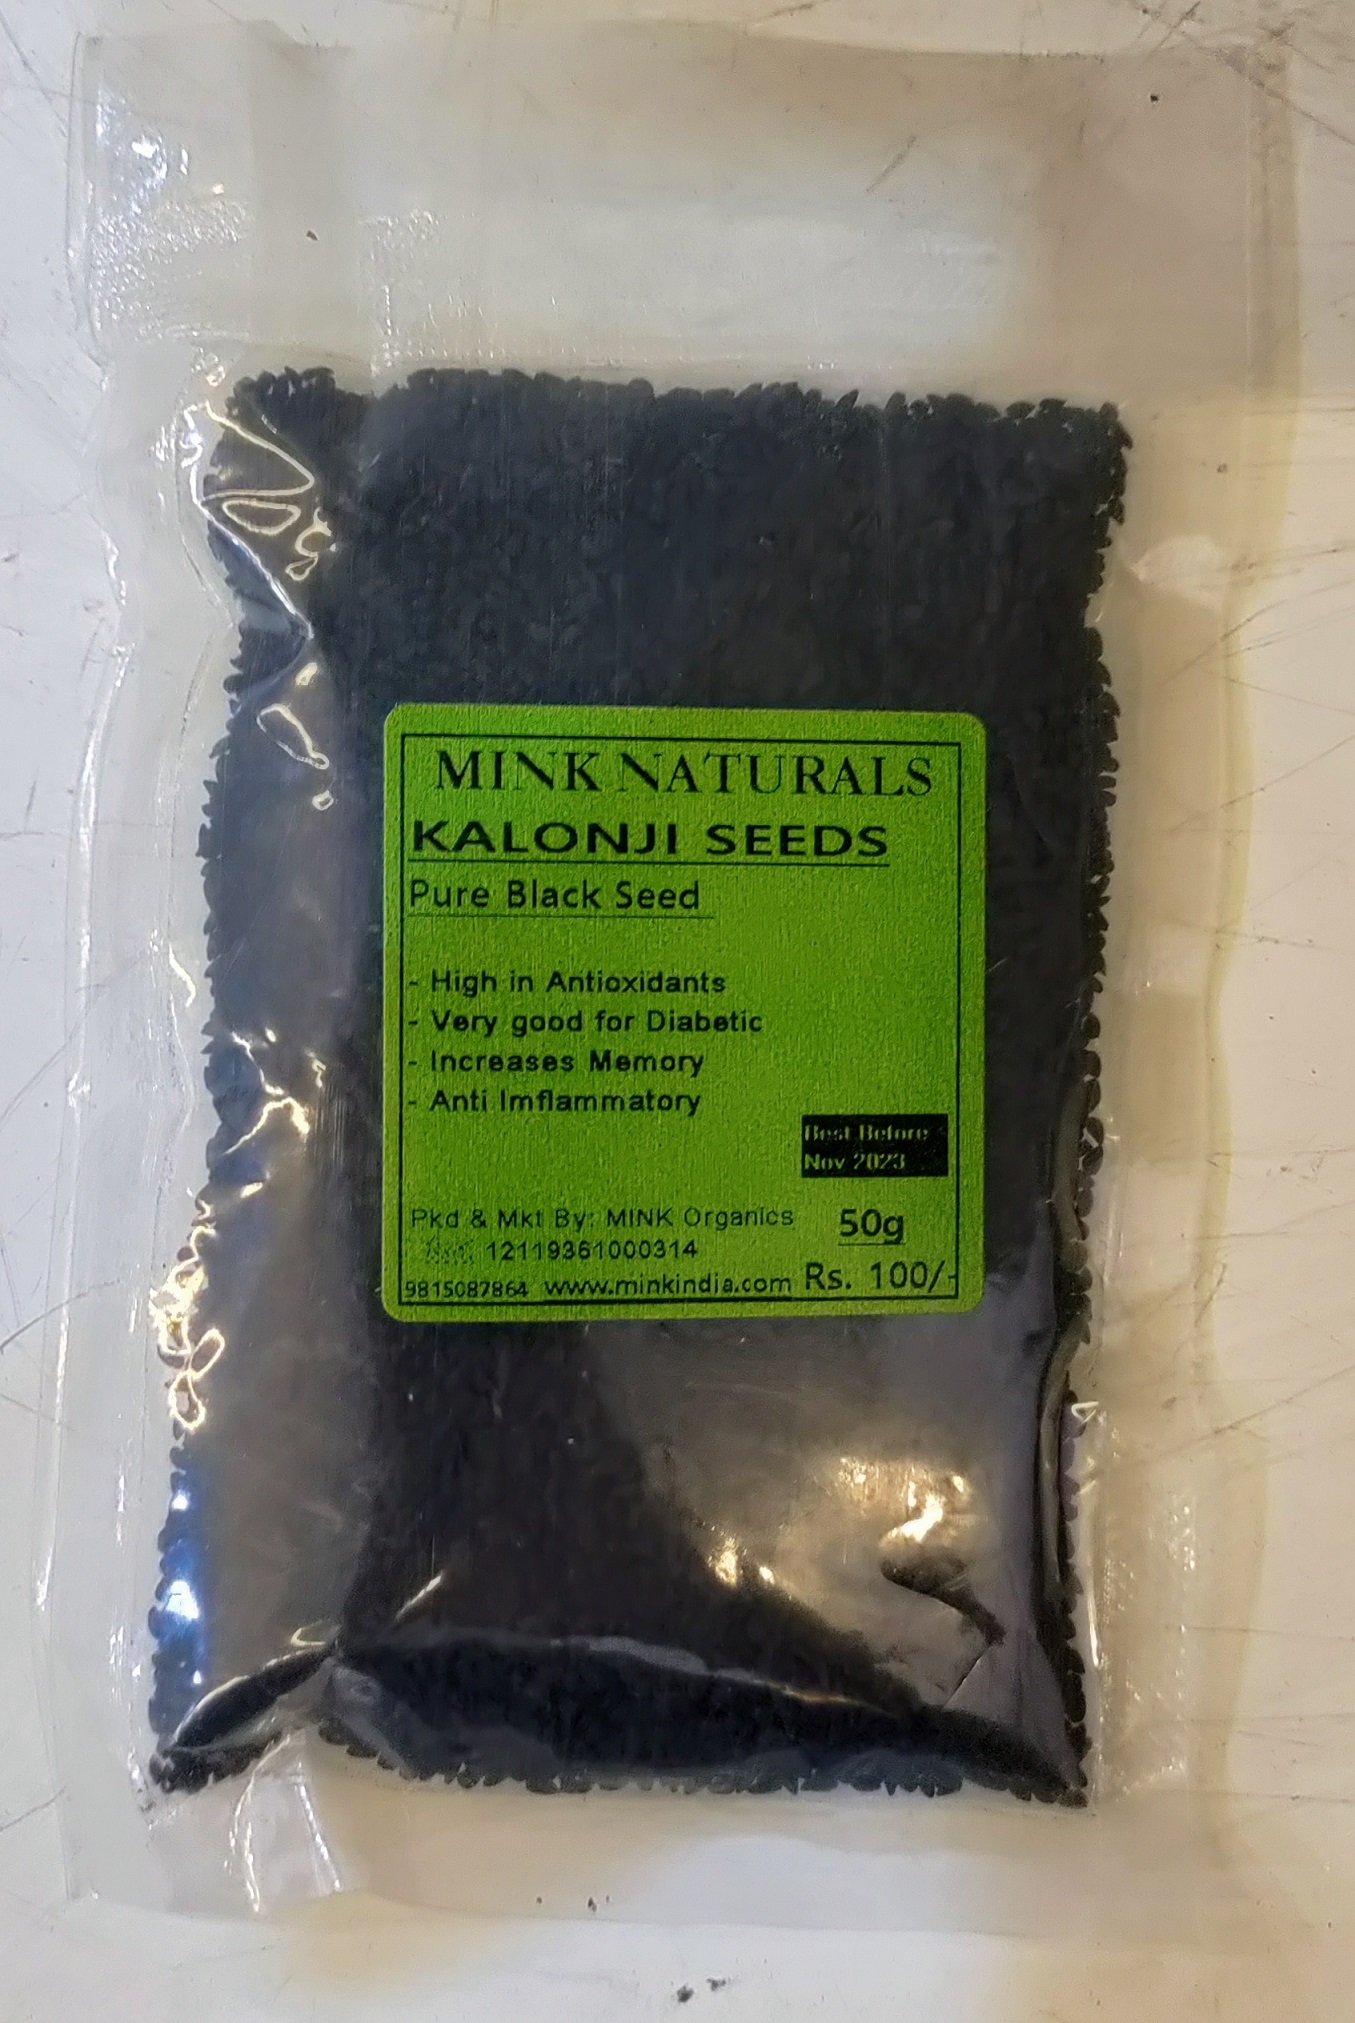 MINK NATURALS
KALONJI SEEDS
Pure Black Seed
- High in Antioxidants
- Very good for Diabetic
- Increases Memory
- Anti Imflammatory
Best Before
Nov 2023
Pkd & Mkt By: MINK Organics
50g
12119361000314
9815087864 www.minkindia.com
Rs. 100/-